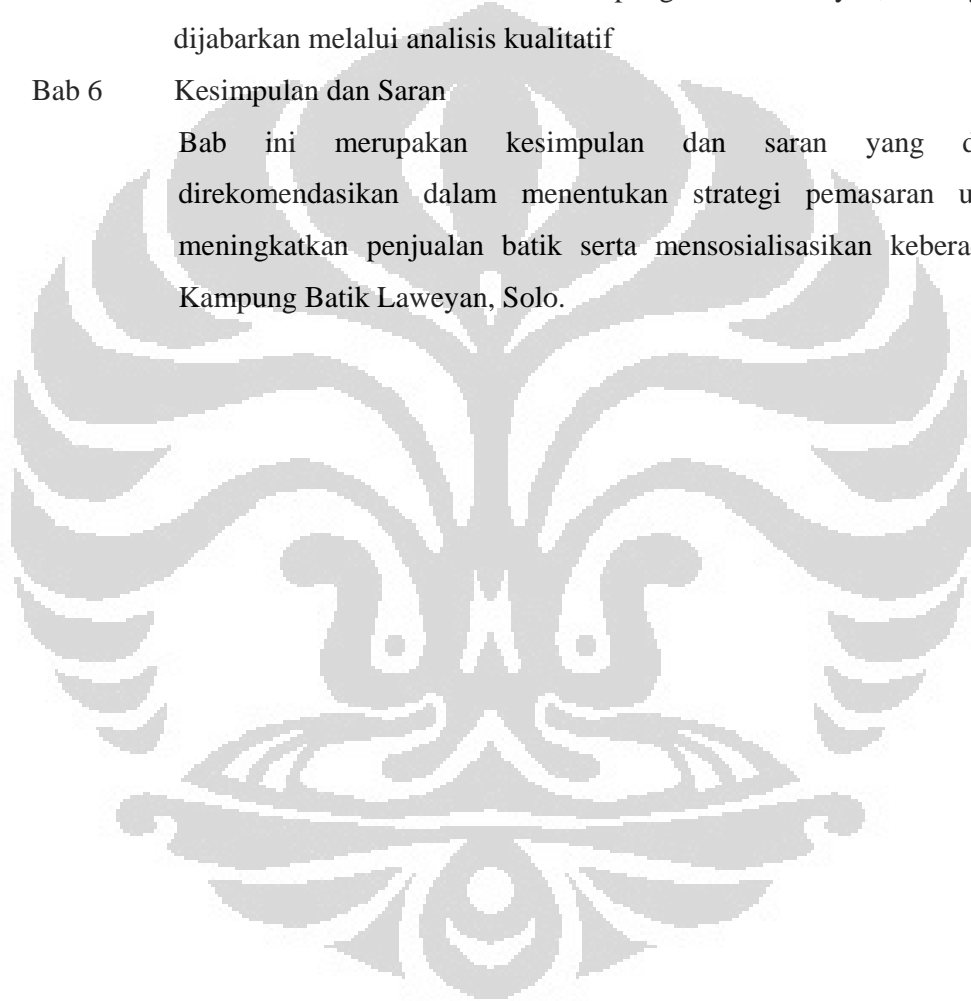 dijabarkan melalui analisis kualitatif
Bab 6 Kesimpulan dan Saran
Bab ini merupakan kesimpulan dan saran yang
direkomendasikan dalam menentukan strategi pemasaran
meningkatkan penjualan batik serta mensosialisasikan
Kampung Batik Laweyan, Solo.